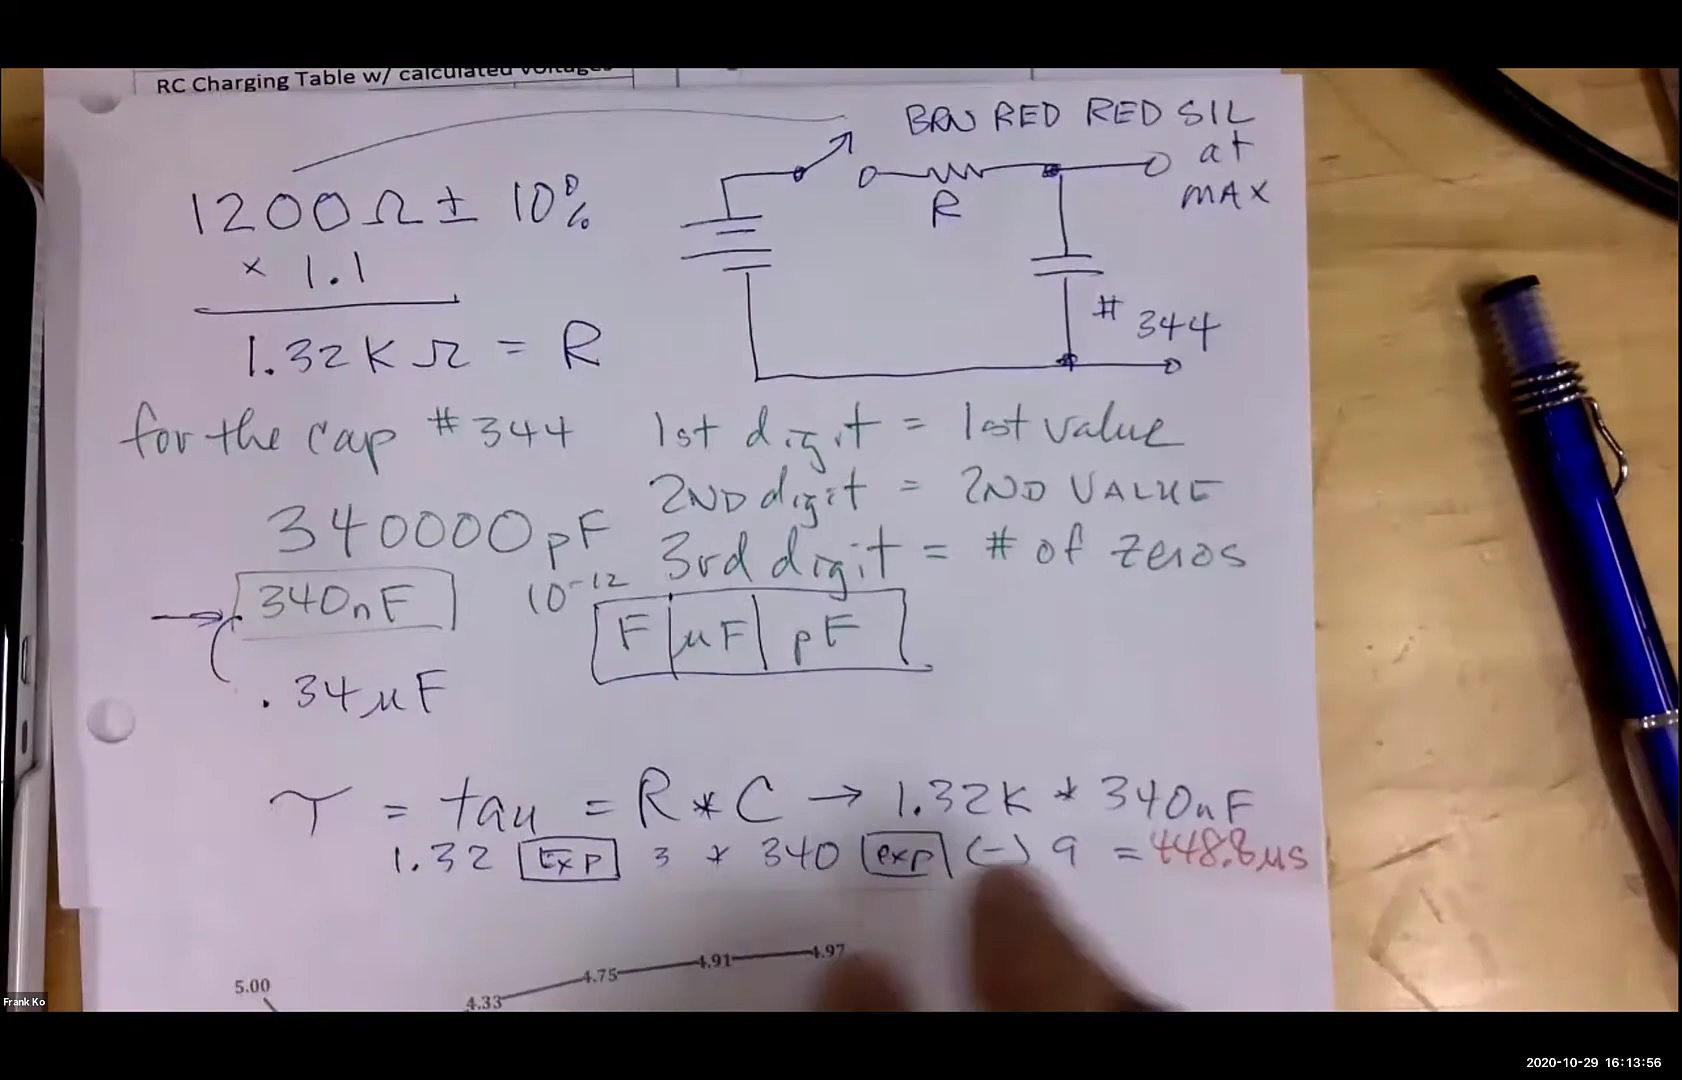 RC Charging Table w/ calculated voltages
BRN RED RED SIL
at
MAX
1200Ω ± 10%
× 1.1
1.32KΩ = R
R
# 344
for the cap #344
1st digit = 1st value
2ND digit = 2ND VALUE
3rd digit = # of zeros
340000pF
10-12
340nF
F μF pF
.34μF
τ = tau = R * C → 1.32K * 340nF
1.32 Exp 3 * 340 exp (-) 9 = 448.8μs
5.00
4.33
4.75
4.91
4.97
Frank Ko
2020-10-29 16:13:56